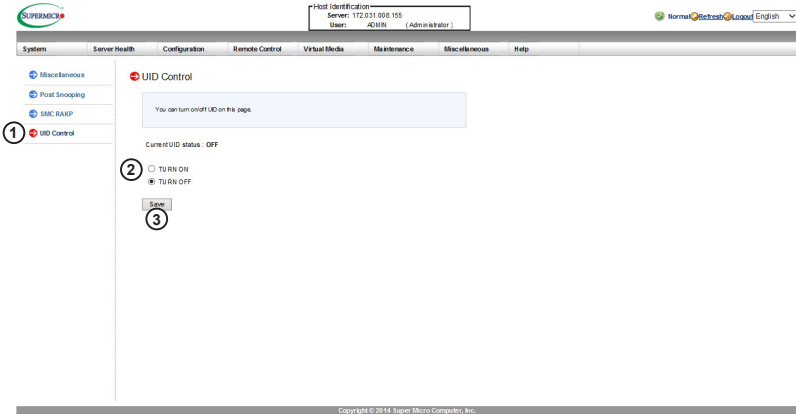 SUPERMICR
Host Identification
Server: 172.031.008.155
User: ADMIN (Administrator)
Normal Refresh Logout English
System Server Health Configuration Remote Control Virtual Media Maintenance Miscellaneous Help
Miscellaneous
Post Snooping
SMC RAKP
1 UID Control
UID Control
You can turn on/off UID on this page.
Current UID status : OFF
2 TURN ON
TURN OFF
Save
3
Copyright © 2014 Super Micro Computer, Inc.